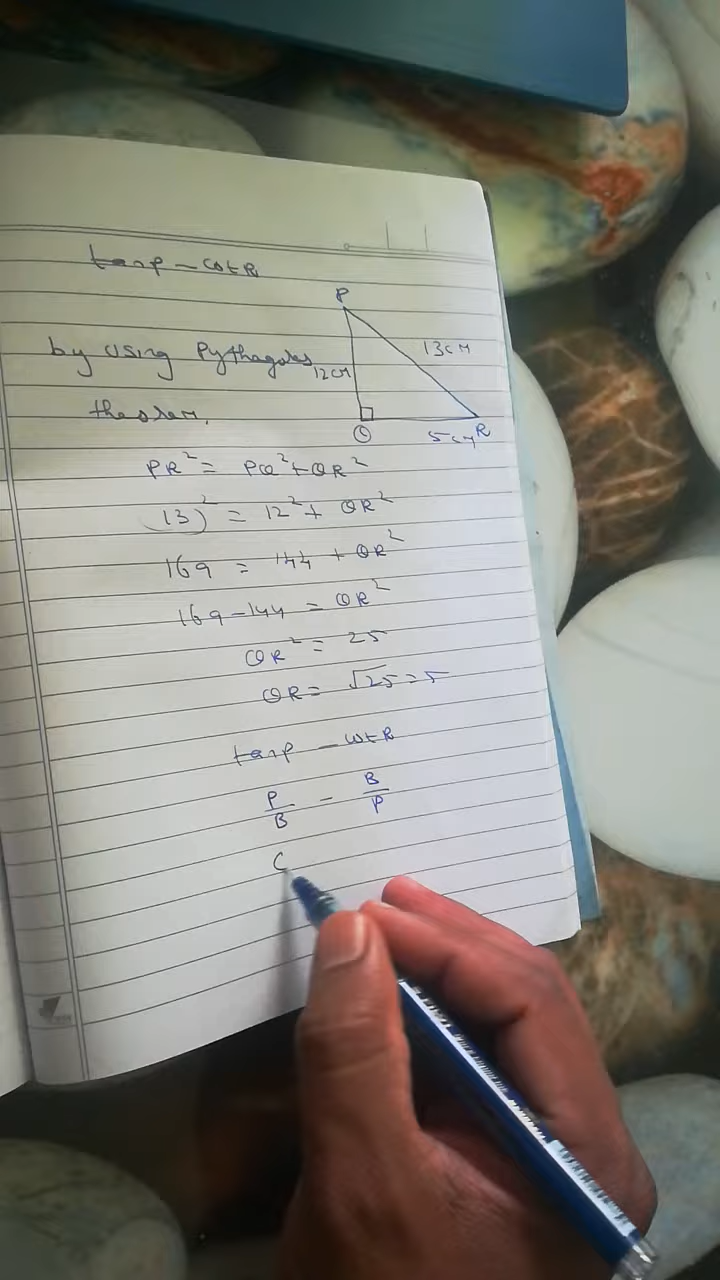 tanP - cotR
P
by using Pythagoras
12cm
13cm
theorem.
Q
5cm
R
PR² = PQ² + QR²
(13)² = 12² + QR²
169 = 144 + QR²
169 - 144 = QR²
QR² = 25
QR = √25 = 5
tanP - cotR
P/B - B/P